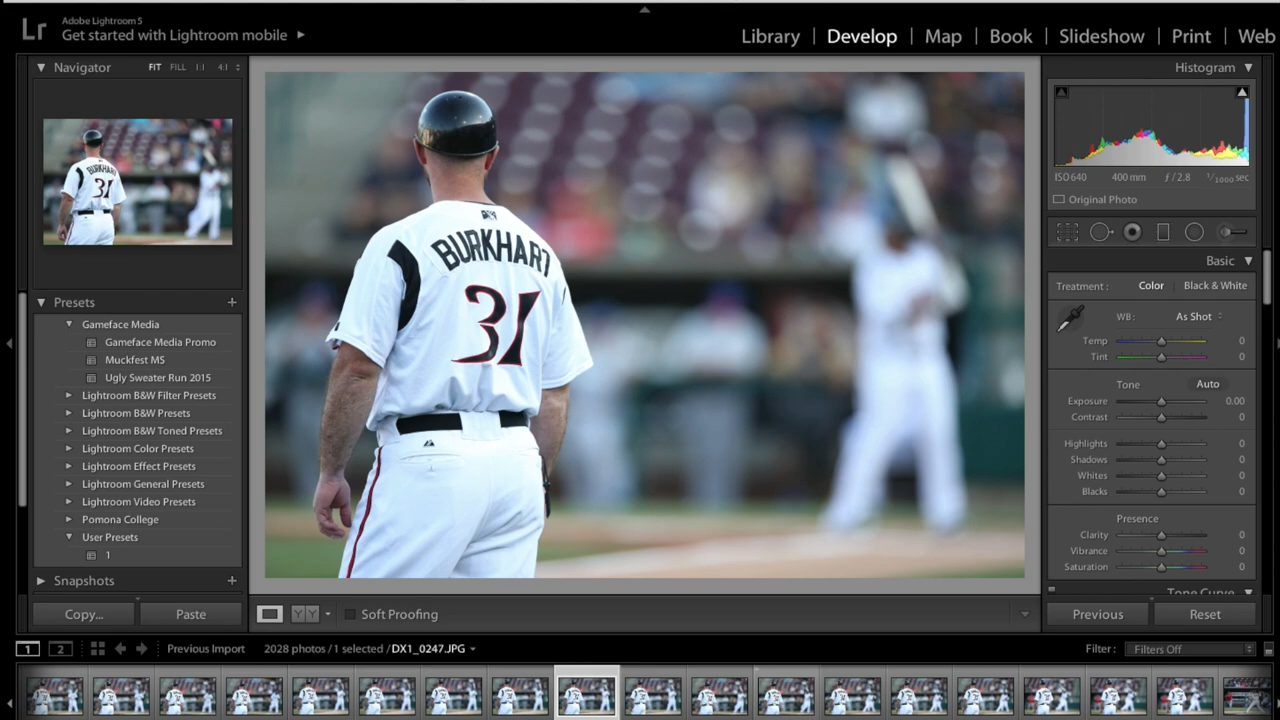 Lr
Adobe Lightroom 5
Get started with Lightroom mobile
Library | Develop | Map | Book | Slideshow | Print | Web
Navigator FIT FILL 1:1 4:1
Presets +
Gameface Media
Gameface Media Promo
Muckfest MS
Ugly Sweater Run 2015
Lightroom B&W Filter Presets
Lightroom B&W Presets
Lightroom B&W Toned Presets
Lightroom Color Presets
Lightroom Effect Presets
Lightroom General Presets
Lightroom Video Presets
Pomona College
User Presets
1
Snapshots +
Copy... Paste
BURKHART
31
Soft Proofing
Histogram
ISO 640 400 mm ƒ / 2.8 1/1000 sec
Original Photo
Basic
Treatment : Color Black & White
WB : As Shot
Temp 0
Tint 0
Tone Auto
Exposure 0.00
Contrast 0
Highlights 0
Shadows 0
Whites 0
Blacks 0
Presence
Clarity 0
Vibrance 0
Saturation 0
Tone Curve
Previous Reset
1 2 Previous Import 2028 photos / 1 selected / DX1_0247.JPG Filter : Filters Off